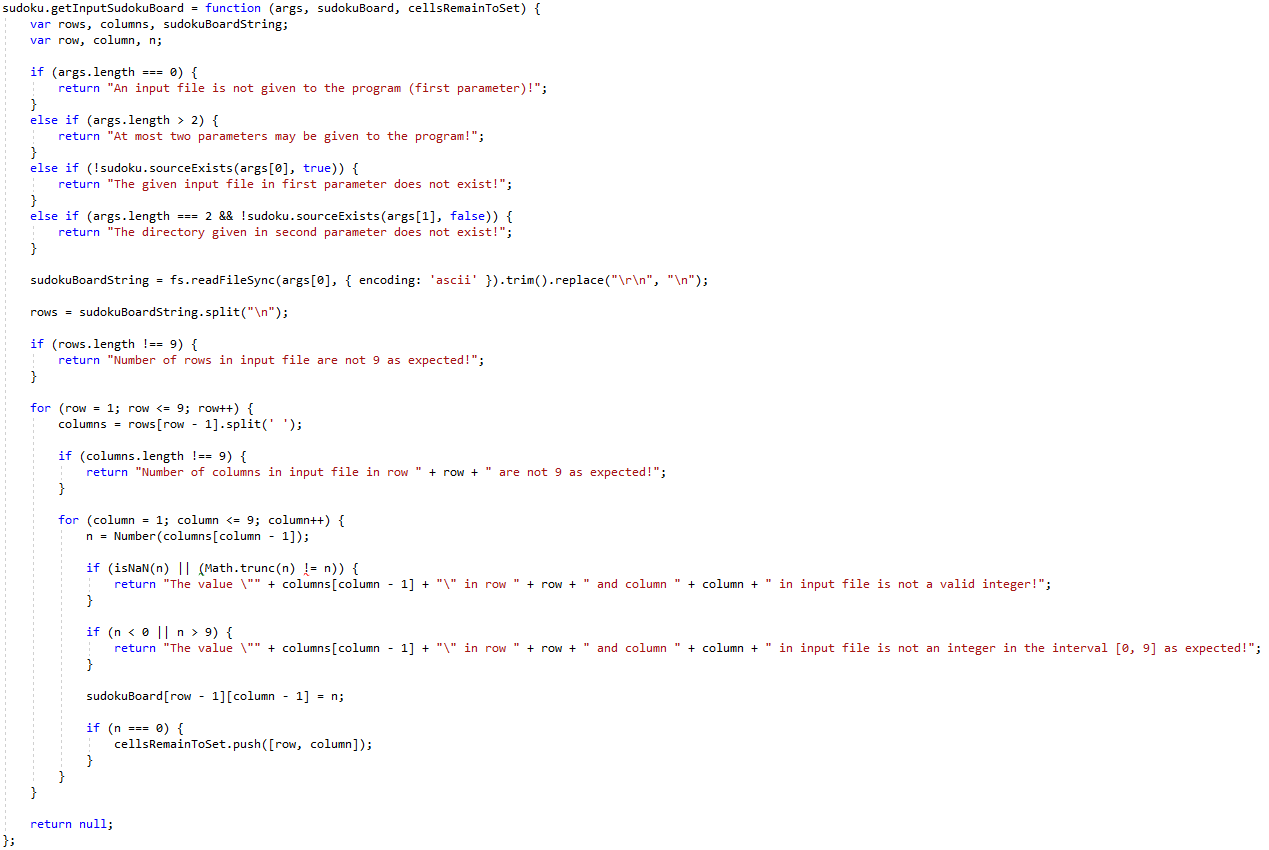 sudoku.getInputSudokuBoard = function (args, sudokuBoard, cellsRemainToSet) {
    var rows, columns, sudokuBoardString;
    var row, column, n;

    if (args.length === 0) {
        return "An input file is not given to the program (first parameter)!";
    }
    else if (args.length > 2) {
        return "At most two parameters may be given to the program!";
    }
    else if (!sudoku.sourceExists(args[0], true)) {
        return "The given input file in first parameter does not exist!";
    }
    else if (args.length === 2 && !sudoku.sourceExists(args[1], false)) {
        return "The directory given in second parameter does not exist!";
    }

    sudokuBoardString = fs.readFileSync(args[0], { encoding: 'ascii' }).trim().replace("\r\n", "\n");

    rows = sudokuBoardString.split("\n");

    if (rows.length !== 9) {
        return "Number of rows in input file are not 9 as expected!";
    }

    for (row = 1; row <= 9; row++) {
        columns = rows[row - 1].split(' ');

        if (columns.length !== 9) {
            return "Number of columns in input file in row " + row + " are not 9 as expected!";
        }

        for (column = 1; column <= 9; column++) {
            n = Number(columns[column - 1]);

            if (isNaN(n) || (Math.trunc(n) != n)) {
                return "The value \"" + columns[column - 1] + "\" in row " + row + " and column " + column + " in input file is not a valid integer!";
            }

            if (n < 0 || n > 9) {
                return "The value \"" + columns[column - 1] + "\" in row " + row + " and column " + column + " in input file is not an integer in the interval [0, 9] as expected!";
            }

            sudokuBoard[row - 1][column - 1] = n;

            if (n === 0) {
                cellsRemainToSet.push([row, column]);
            }
        }
    }

    return null;
};